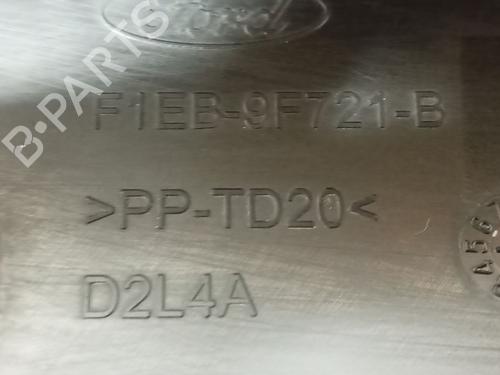 Ford
F1EB-9F721-B
>PP-TD20<
D2L4A
B-PARTS